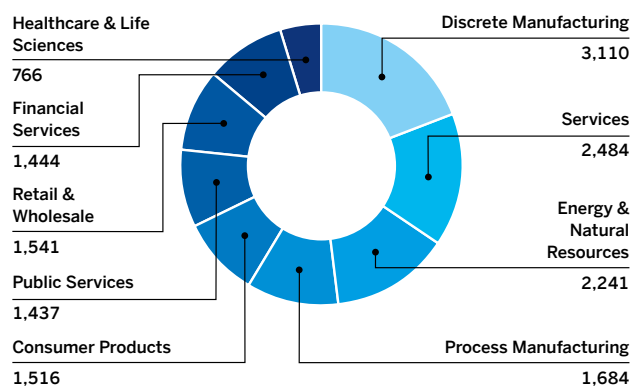 Healthcare & Life
Sciences
766
Financial
Services
1,444
Retail &
Wholesale
1,541
Public Services
1,437
Consumer Products
1,516
Discrete Manufacturing
3,110
Services
2,484
Energy &
Natural
Resources
2,241
Process Manufacturing
1,684